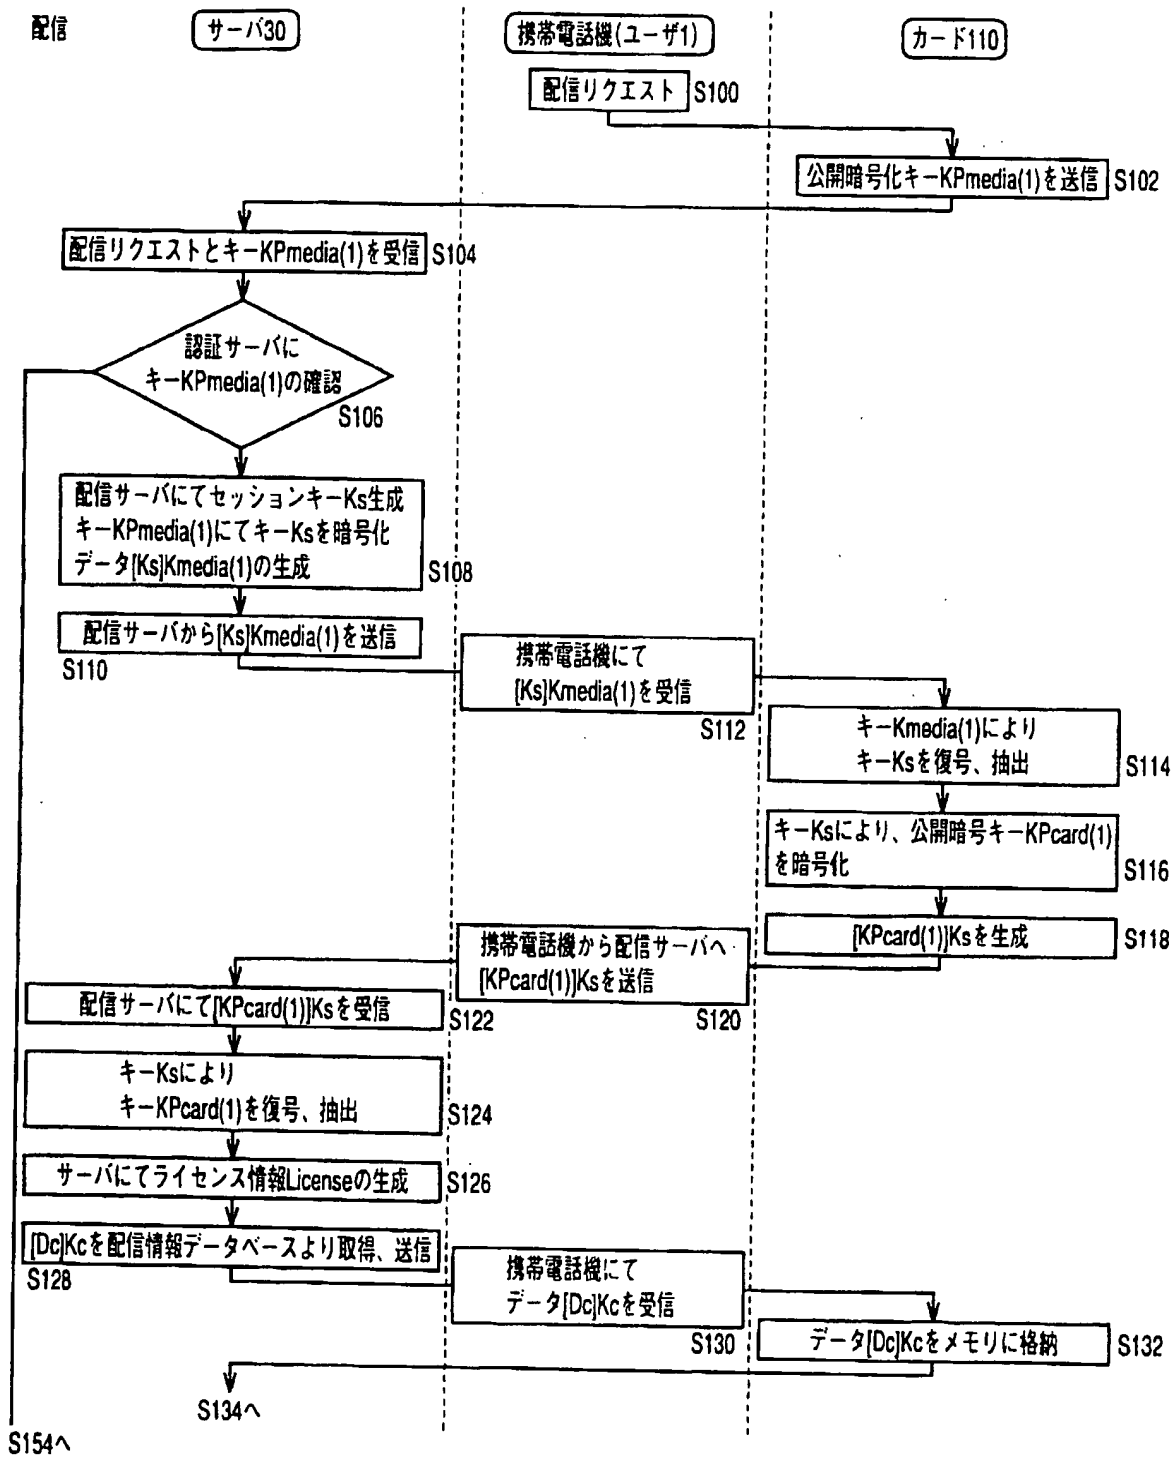 配信
サーバ30
携帯電話機(ユーザ1)
カード110
配信リクエスト
S100
公開暗号化キーKPmedia(1)を送信
S102
配信リクエストとキーKPmedia(1)を受信
S104
認証サーバに
キーKPmedia(1)の確認
S106
配信サーバにてセッションキーKs生成
キーKPmedia(1)にてキーKsを暗号化
データ[Ks]Kmedia(1)の生成
S108
配信サーバから[Ks]Kmedia(1)を送信
S110
携帯電話機にて
[Ks]Kmedia(1)を受信
S112
キーKmedia(1)により
キーKsを復号、抽出
S114
キーKsにより、公開暗号キーKPcard(1)
を暗号化
S116
[KPcard(1)]Ksを生成
S118
携帯電話機から配信サーバへ
[KPcard(1)]Ksを送信
S120
配信サーバにて[KPcard(1)]Ksを受信
S122
キーKsにより
キーKPcard(1)を復号、抽出
S124
サーバにてライセンス情報Licenseの生成
S126
[Dc]Kcを配信情報データベースより取得、送信
S128
携帯電話機にて
データ[Dc]Kcを受信
S130
データ[Dc]Kcをメモリに格納
S132
S134へ
S154へ